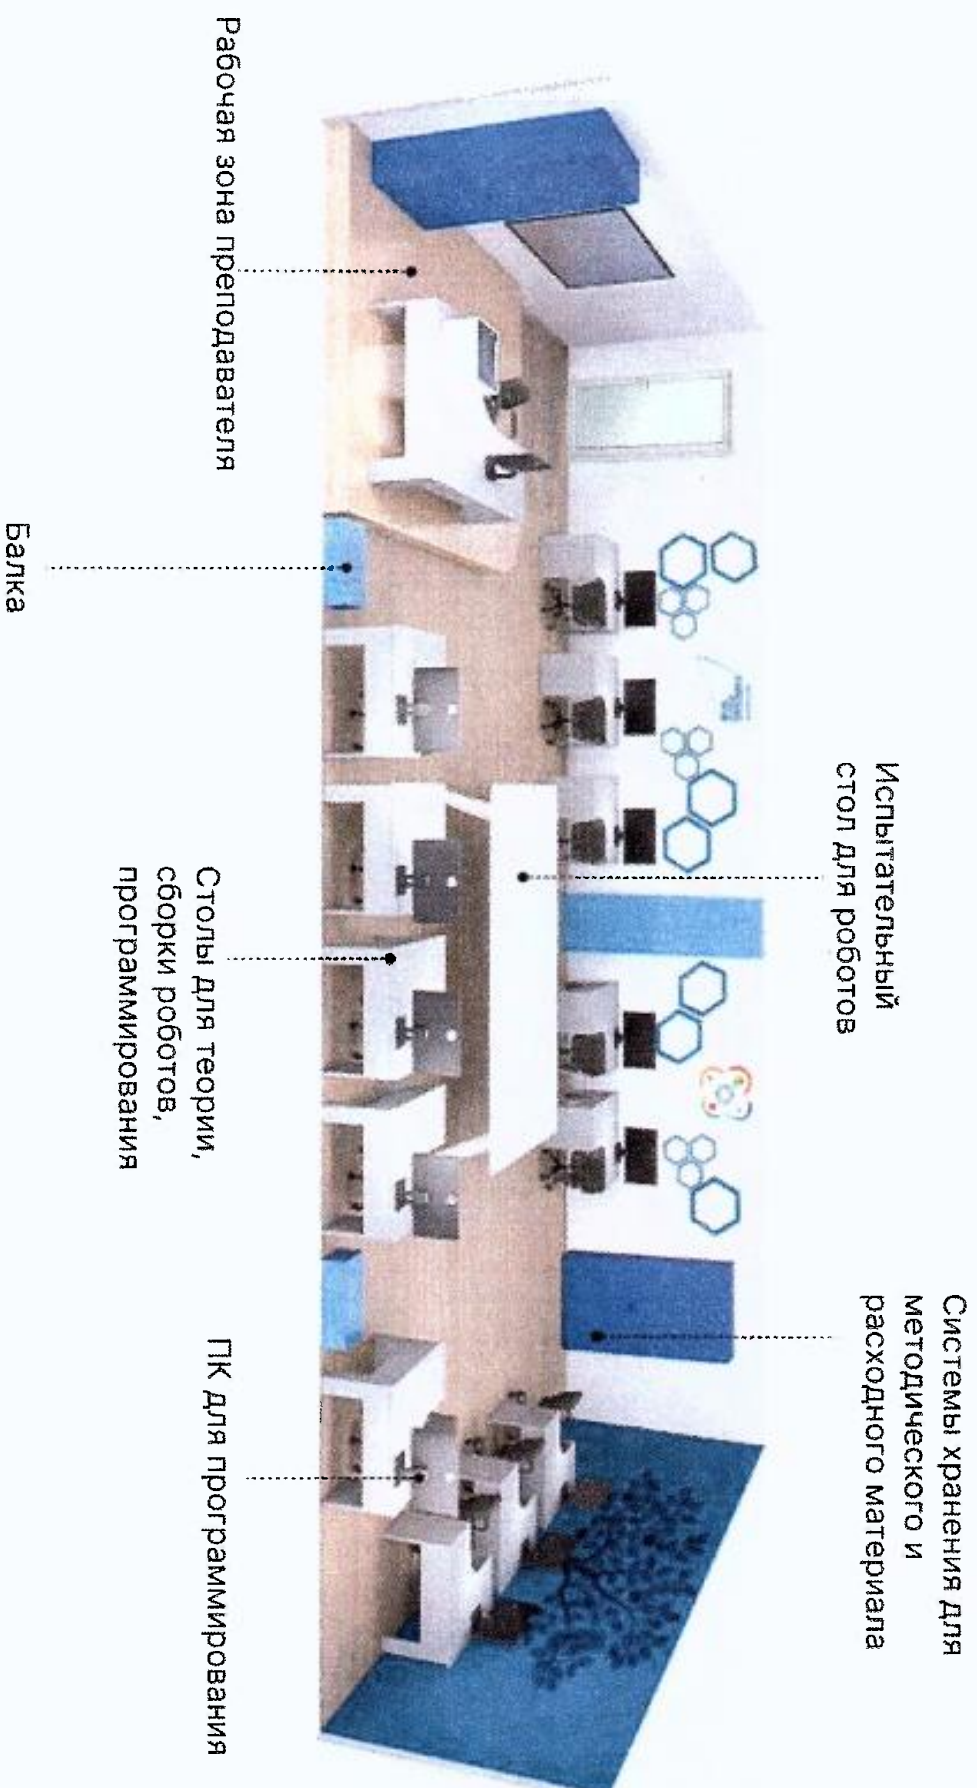 Испытательный
стол для роботов
Системы хранения для
методического и
расходного материала
Рабочая зона преподавателя
Балка
Столы для теории,
сборки роботов,
программирования
ПК для программирования